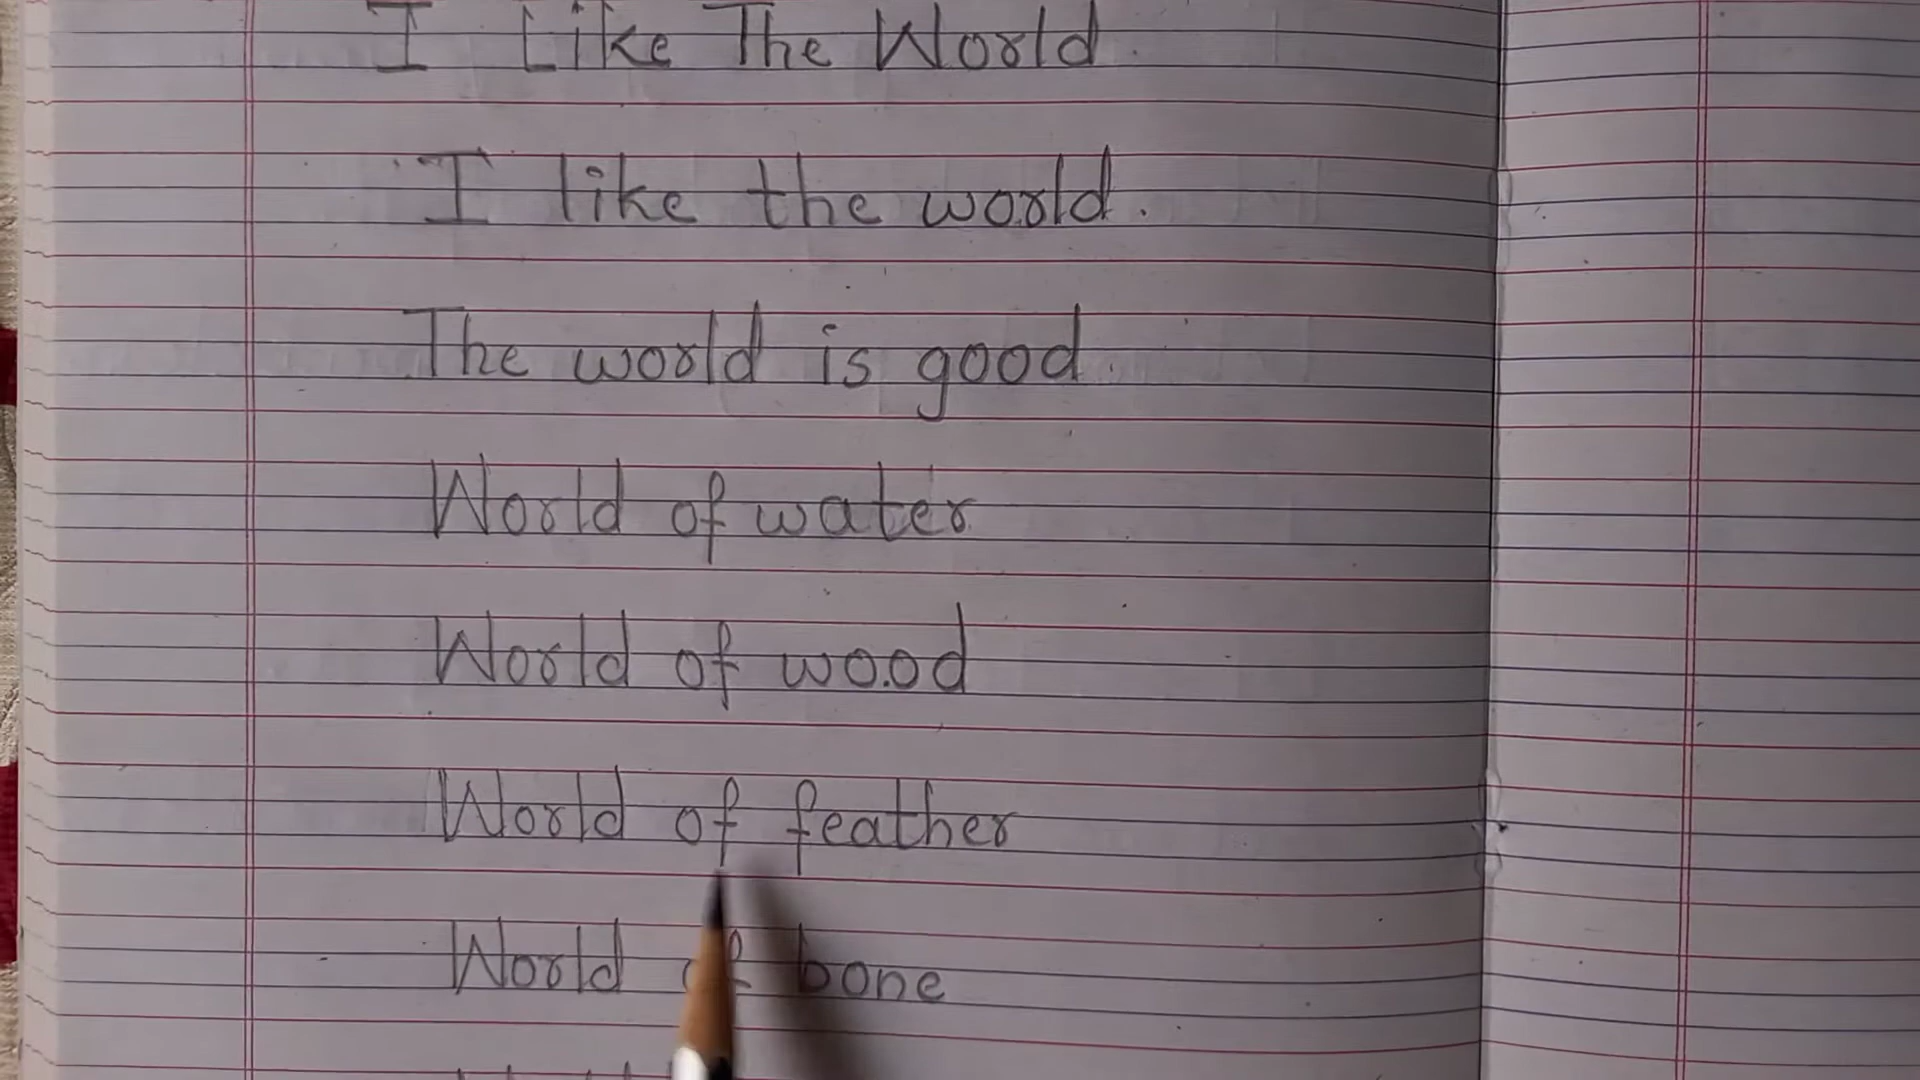 I Like The World.
I like the world.
The world is good.
World of water
World of wood
World of feather
World of bone